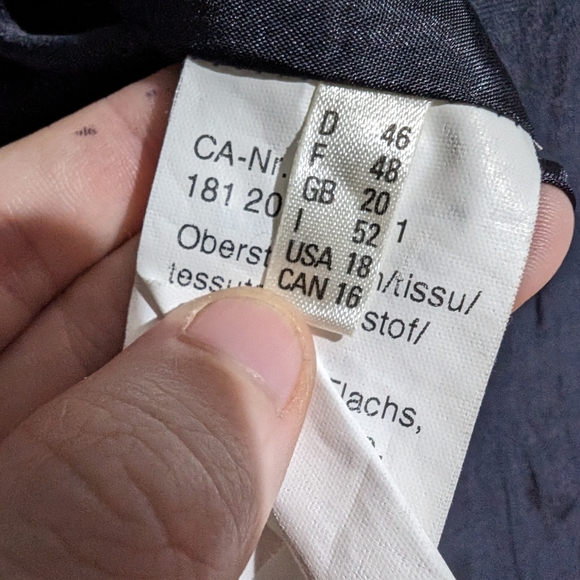 D 46
F 48
GB 20
I 52
USA 18
CAN 16
CA-Nr.
181 20 1
Oberst /tissu/
stof/
Flachs,